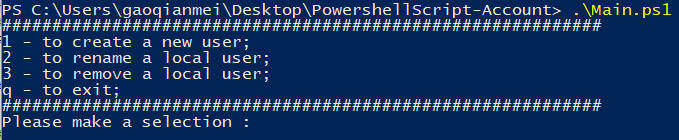 PS C:\Users\gaoqianmei\Desktop\PowershellScript-Account> .\Main.ps1
############################################################
1 - to create a new user;
2 - to rename a local user;
3 - to remove a local user;
q - to exit;
############################################################
Please make a selection :